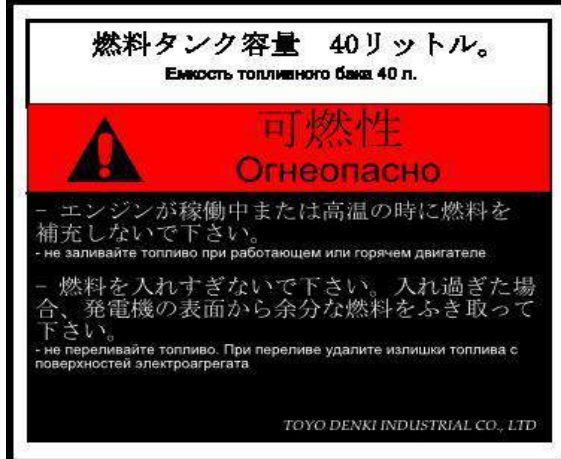 燃料タンク容量　40リットル。
Емкость топливного бака 40 л.
可燃性
Огнеопасно
– エンジンが稼働中または高温の時に燃料を
補充しないで下さい。
- не заливайте топливо при работающем или горячем двигателе
– 燃料を入れすぎないで下さい。入れ過ぎた場
合、発電機の表面から余分な燃料をふき取って
下さい。
- не переливайте топливо. При переливе удалите излишки топлива с
поверхностей электроагрегата
TOYO DENKI INDUSTRIAL CO., LTD